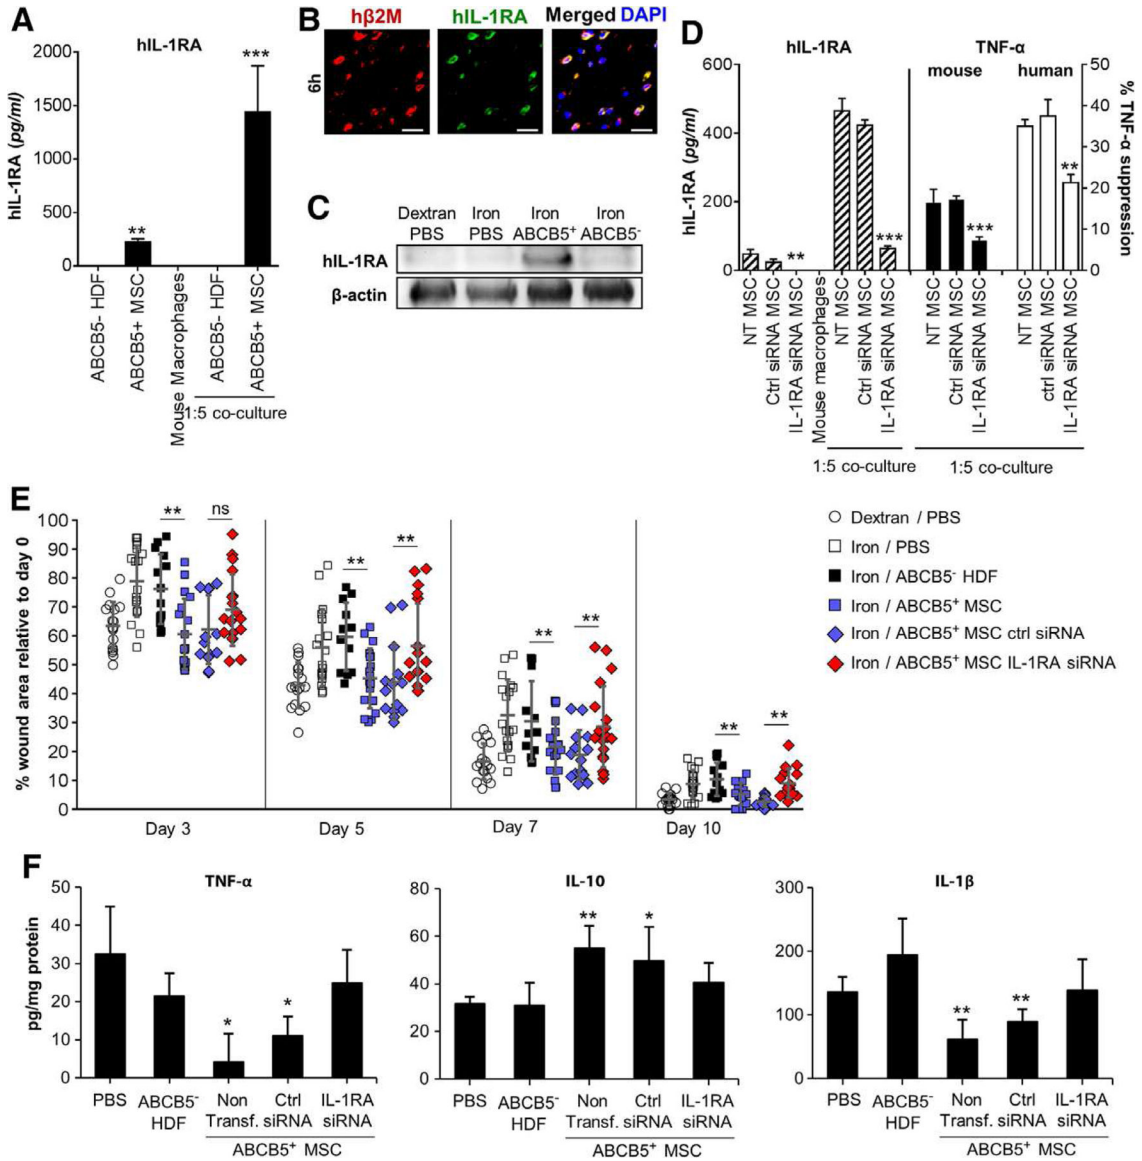 A
hIL-1RA
hIL-1RA (pg/ml)
2000
1500
1000
500
0
**
***
ABCB5- HDF
ABCB5+ MSC
Mouse Macrophages
ABCB5- HDF
ABCB5+ MSC
1:5 co-culture
B
hβ2M
hIL-1RA
Merged DAPI
6h
C
Dextran PBS
Iron PBS
Iron ABCB5+
Iron ABCB5-
hIL-1RA
β-actin
D
hIL-1RA
TNF-α
mouse
human
hIL-1RA (pg/ml)
600
400
200
0
50
40
30
20
10
0
% TNF-α suppression
**
***
***
**
NT MSC
Ctrl siRNA MSC
IL-1RA siRNA MSC
Mouse macrophages
NT MSC
Ctrl siRNA MSC
IL-1RA siRNA MSC
NT MSC
Ctrl siRNA MSC
IL-1RA siRNA MSC
NT MSC
ctrl siRNA MSC
IL-1RA siRNA MSC
1:5 co-culture
1:5 co-culture
E
% wound area relative to day 0
100
90
80
70
60
50
40
30
20
10
0
** ns
** **
** **
** **
Day 3
Day 5
Day 7
Day 10
Dextran / PBS
Iron / PBS
Iron / ABCB5- HDF
Iron / ABCB5+ MSC
Iron / ABCB5+ MSC ctrl siRNA
Iron / ABCB5+ MSC IL-1RA siRNA
F
TNF-α
pg/mg protein
50
40
30
20
10
0
*
*
PBS
ABCB5- HDF
Non Transf.
Ctrl siRNA
IL-1RA siRNA
ABCB5+ MSC
IL-10
80
60
40
20
0
**
*
PBS
ABCB5- HDF
Non Transf.
Ctrl siRNA
IL-1RA siRNA
ABCB5+ MSC
IL-1β
300
200
100
0
**
**
PBS
ABCB5- HDF
Non Transf.
Ctrl siRNA
IL-1RA siRNA
ABCB5+ MSC